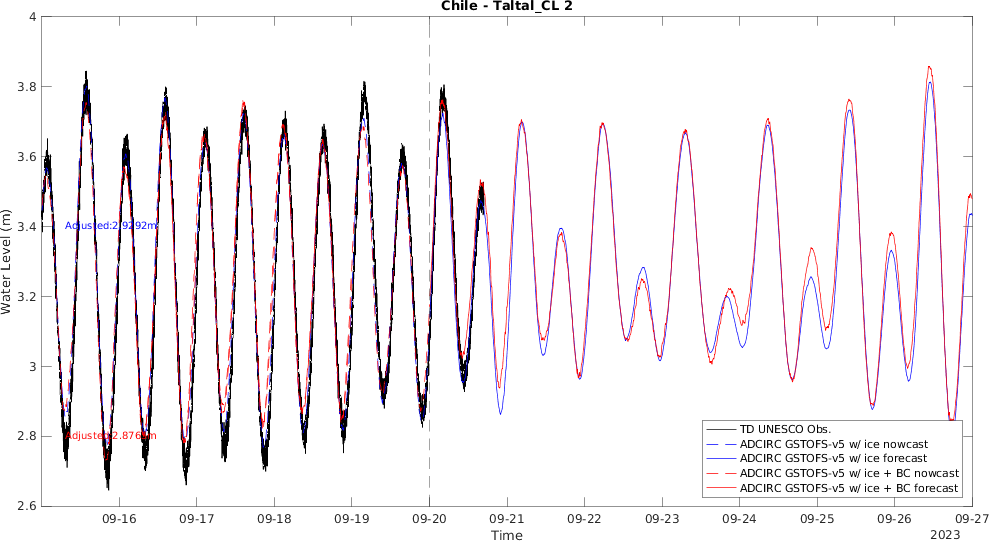 Chile - Taltal_CL 2
4
3.8
3.6
3.4
3.2
3
2.8
2.6
Water Level (m)
Adjusted:2.9292m
TD UNESCO Obs.
ADCIRC GSTOFS-v5 w/ ice nowcast
ADCIRC GSTOFS-v5 w/ ice forecast
ADCIRC GSTOFS-v5 w/ ice + BC nowcast
ADCIRC GSTOFS-v5 w/ ice + BC forecast
09-16 09-17 09-18 09-19 09-20 09-21 09-22 09-23 09-24 09-25 09-26 09-27
Time
2023